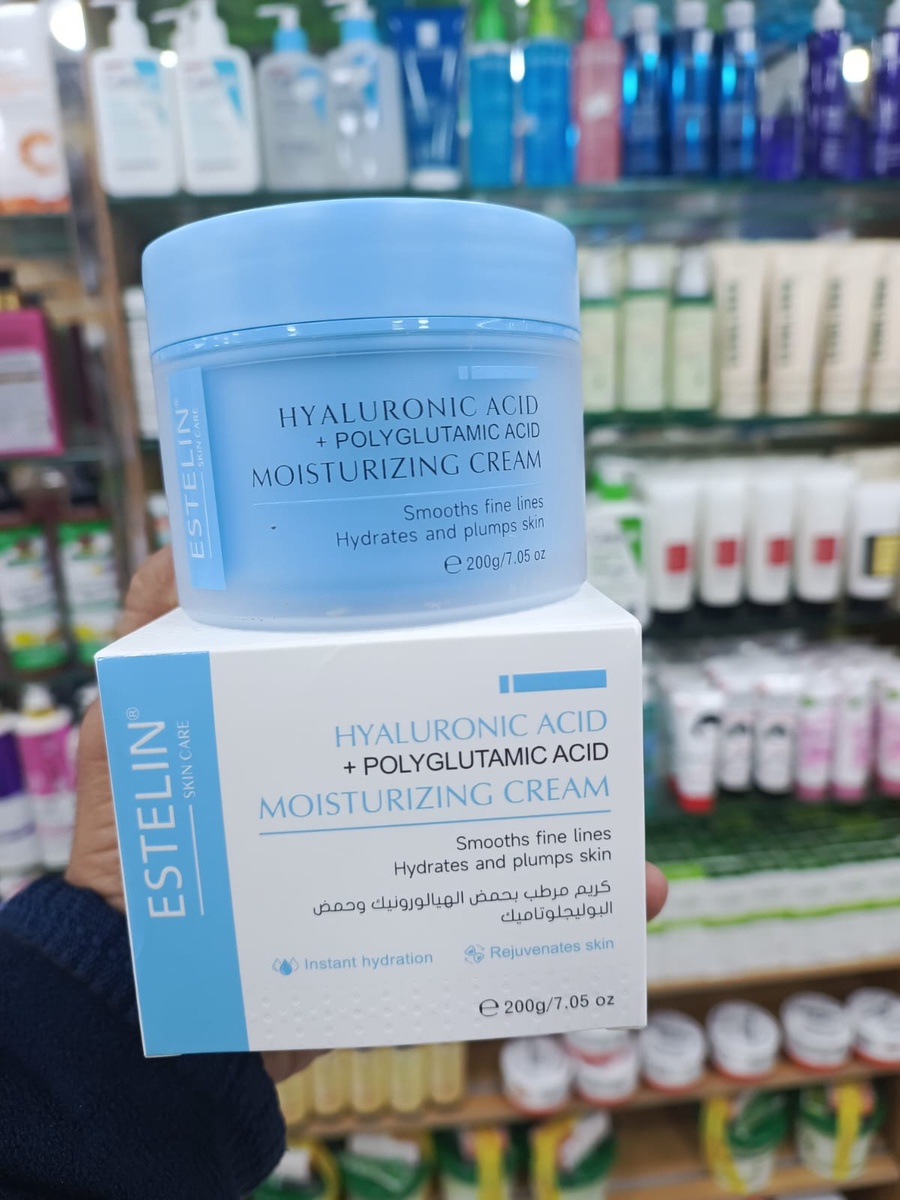 HYALURONIC ACID
+ POLYGLUTAMIC ACID
MOISTURIZING CREAM
Smooths fine lines
Hydrates and plumps skin
℮ 200g/7.05 oz
ESTELIN™
SKIN CARE
HYALURONIC ACID
+ POLYGLUTAMIC ACID
MOISTURIZING CREAM
Smooths fine lines
Hydrates and plumps skin
كريم مرطب بحمض الهيالورونيك وحمض
البوليجلوتاميك
Instant hydration
Rejuvenates skin
℮ 200g/7.05 oz
ESTELIN®
SKIN CARE